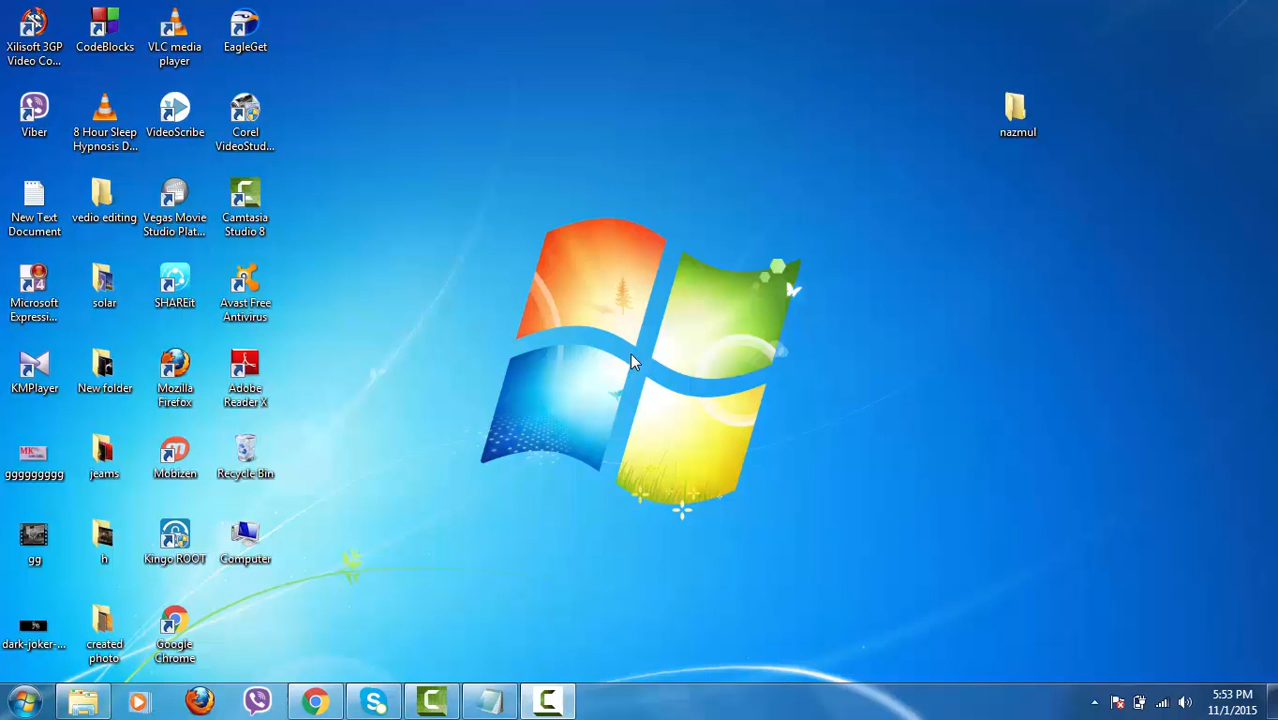 Xilisoft 3GP
Video Co...
CodeBlocks
VLC media
player
EagleGet
nazmul
Viber
8 Hour Sleep
Hypnosis D...
VideoScribe
Corel
VideoStud...
New Text
Document
vedio editing
Vegas Movie
Studio Plat...
Camtasia
Studio 8
Microsoft
Expressi...
solar
SHAREit
Avast Free
Antivirus
KMPlayer
New folder
Mozilla
Firefox
Adobe
Reader X
MK
ggggggggg
jeams
Mobizen
Recycle Bin
gg
h
Kingo ROOT
Computer
dark-joker-...
created
photo
Google
Chrome
5:53 PM
11/1/2015